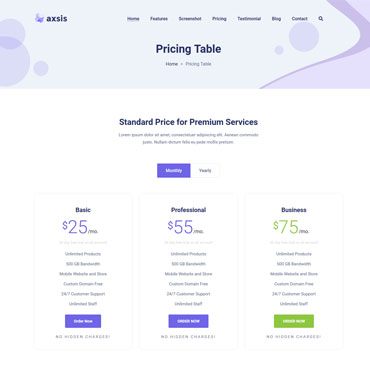 axsis
Home Features Screenshot Pricing Testimonial Blog Contact
Pricing Table
Home Pricing Table
Standard Price for Premium Services
Lorem ipsum dolor sit amet, consectetuer adipiscing elit. Aenean commodo
justo. Nullam dictum felis eu pede mollis pretium.
Monthly Yearly
Basic
$25/mo.
Unlimited Products
500 GB Bandwidth
Mobile Website and Store
Custom Domain Free
24/7 Customer Support
Unlimited Staff
Order Now
NO HIDDEN CHARGES!
Professional
$55/mo.
Unlimited Products
500 GB Bandwidth
Mobile Website and Store
Custom Domain Free
24/7 Customer Support
Unlimited Staff
ORDER NOW
NO HIDDEN CHARGES!
Business
$75/mo.
Unlimited Products
500 GB Bandwidth
Mobile Website and Store
Custom Domain Free
24/7 Customer Support
Unlimited Staff
ORDER NOW
NO HIDDEN CHARGES!